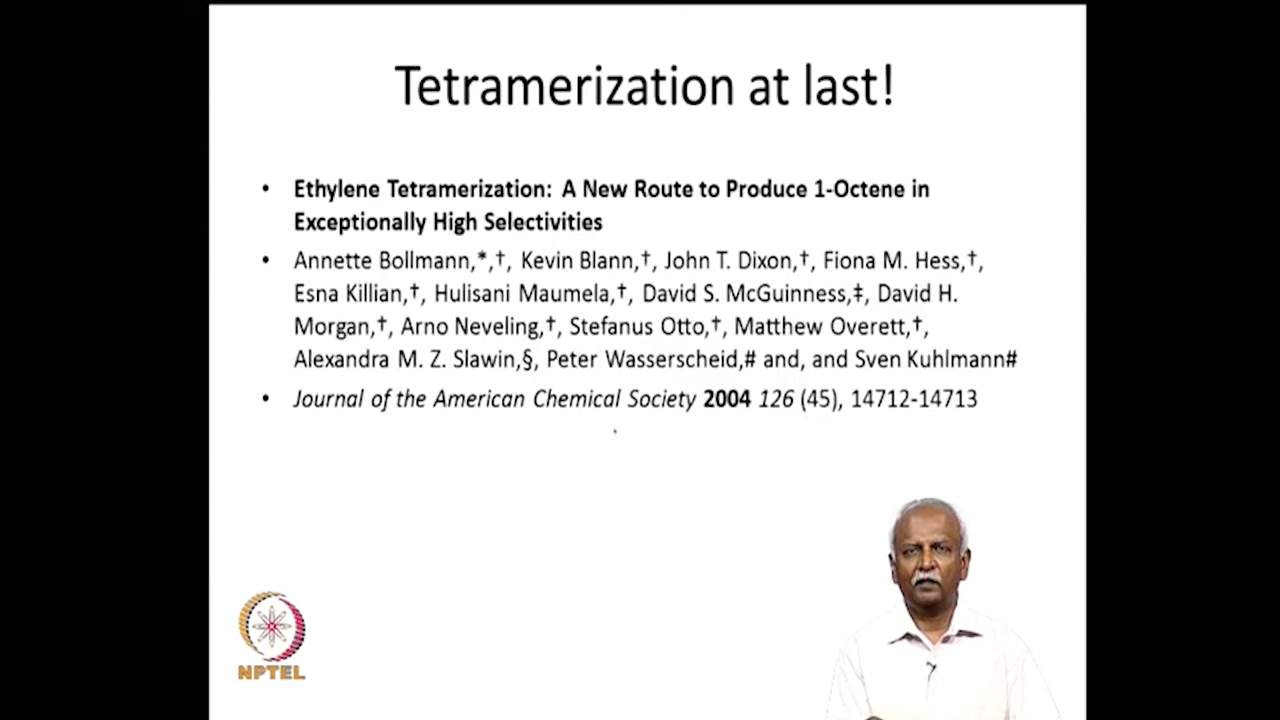 Tetramerization at last!
• Ethylene Tetramerization: A New Route to Produce 1-Octene in
Exceptionally High Selectivities
• Annette Bollmann,*,†, Kevin Blann,†, John T. Dixon,†, Fiona M. Hess,†,
Esna Killian,†, Hulisani Maumela,†, David S. McGuinness,‡, David H.
Morgan,†, Arno Neveling,†, Stefanus Otto,†, Matthew Overett,†,
Alexandra M. Z. Slawin,§, Peter Wasserscheid,# and, and Sven Kuhlmann#
• Journal of the American Chemical Society 2004 126 (45), 14712-14713
NPTEL